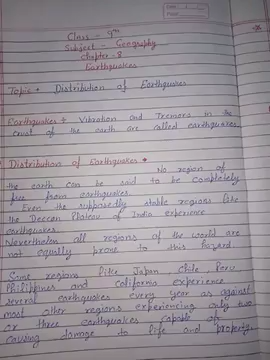 Class - 9th
Subject - Geography
Chapter - 8
Earthquakes
Topic → Distribution of Earthquakes
Earthquakes → Vibration and Tremors in the
crust of the earth are called earthquakes.
Distribution of Earthquakes →
No region of
the earth can be said to be completely
free from earthquakes.
Even the supposedly stable regions like
the Deccan Plateau of India experience
earthquakes.
Nevertheless all regions of the world are
not equally prone to this hazard.
Some regions like Japan, Chile, Peru,
Philippines and California experience
several earthquakes every year as against
most other regions experiencing only two
or three earthquakes capable of
causing damage to life and property.